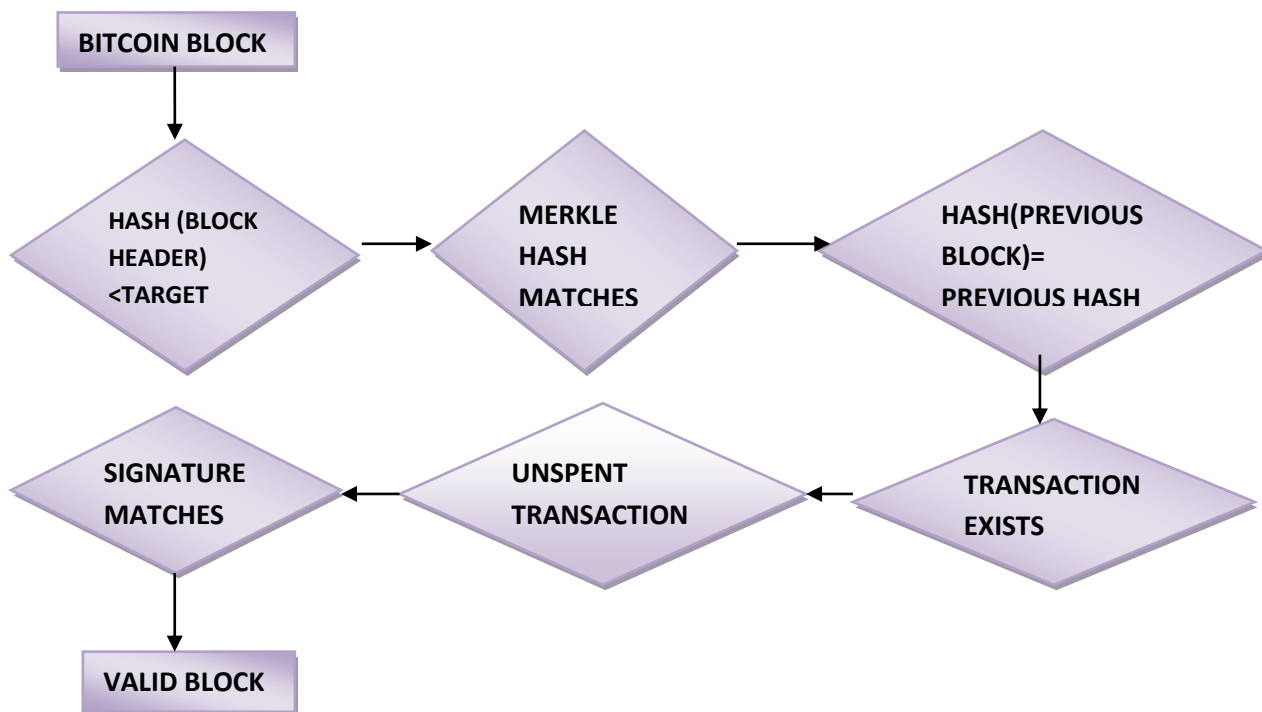 BITCOIN BLOCK
HASH (BLOCK
HEADER)
<TARGET
MERKLE
HASH
MATCHES
HASH(PREVIOUS
BLOCK)=
PREVIOUS HASH
TRANSACTION
EXISTS
UNSPENT
TRANSACTION
SIGNATURE
MATCHES
VALID BLOCK